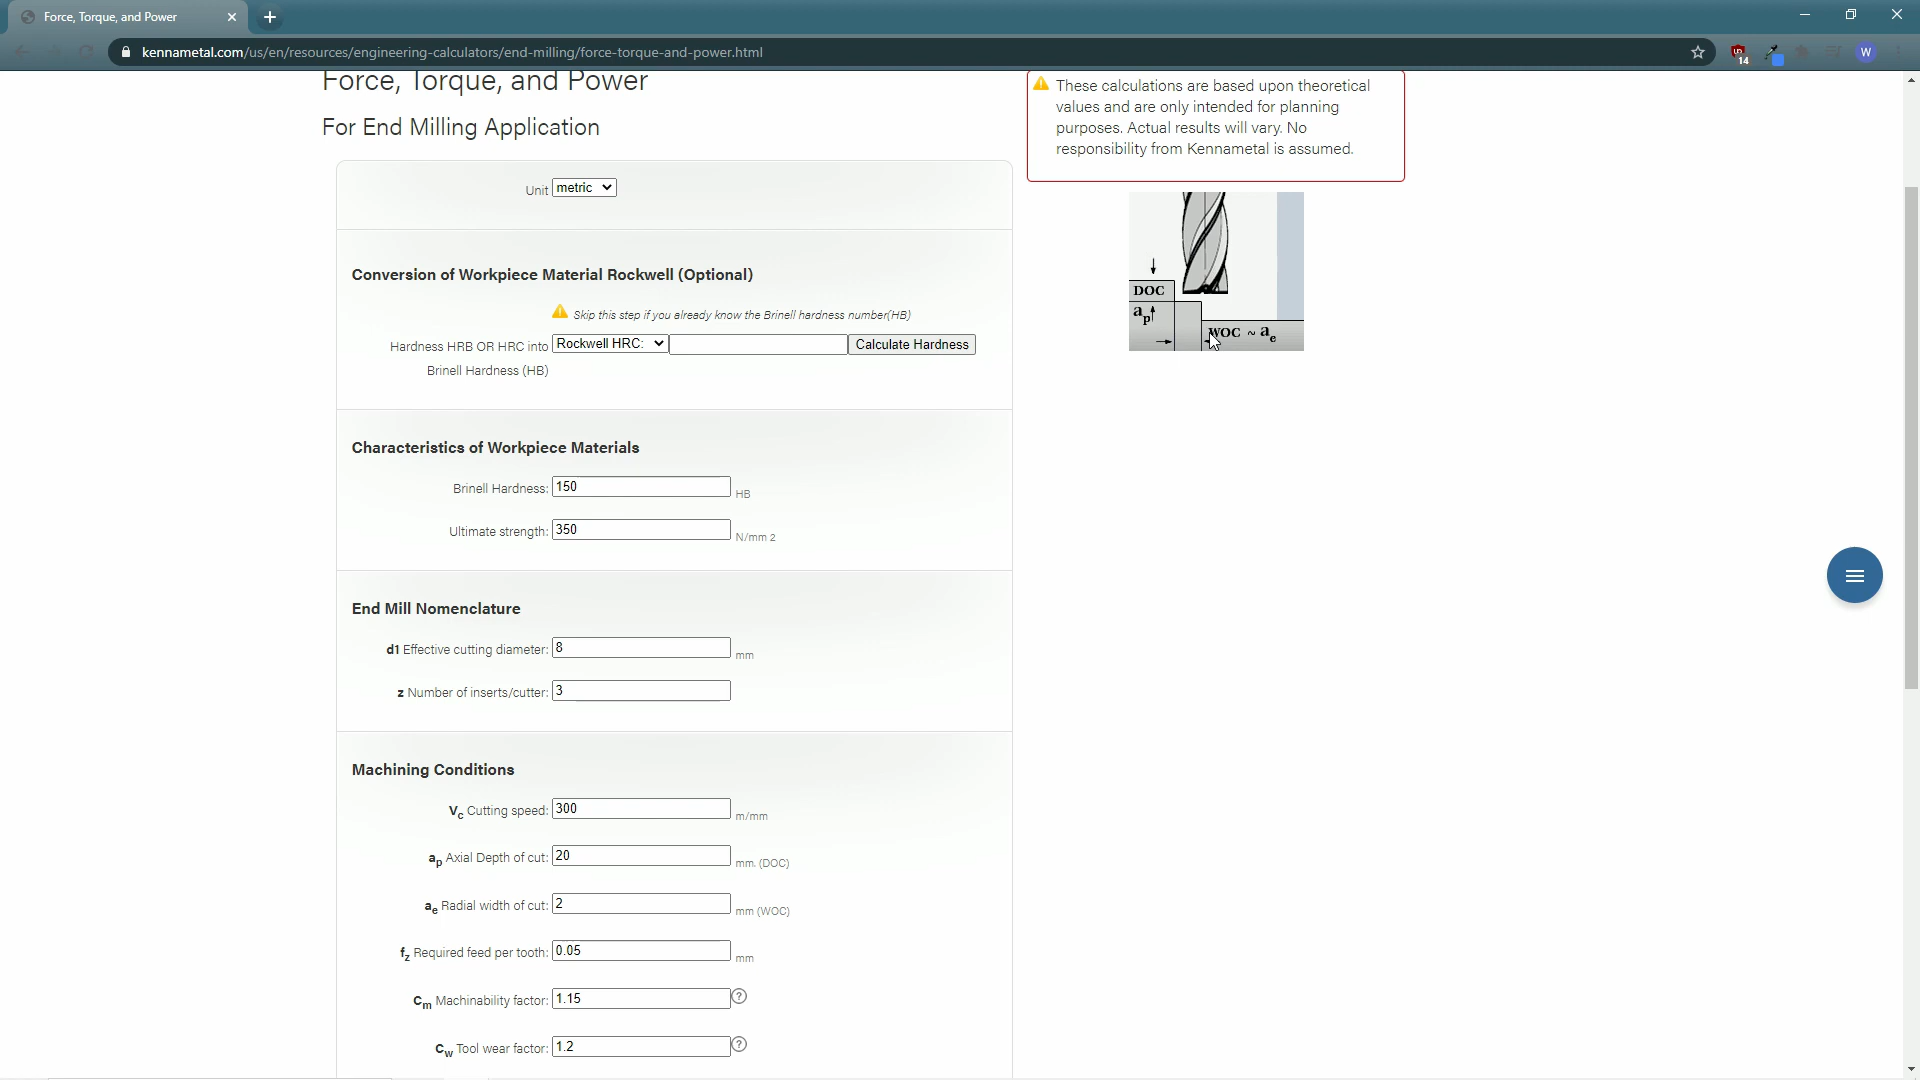 Force, Torque, and Power
kennametal.com/us/en/resources/engineering-calculators/end-milling/force-torque-and-power.html
14
W
Force, Torque, and Power
For End Milling Application
These calculations are based upon theoretical
values and are only intended for planning
purposes. Actual results will vary. No
responsibility from Kennametal is assumed.
Unit metric
DOC
ap
WOC ~ ae
Conversion of Workpiece Material Rockwell (Optional)
Skip this step if you already know the Brinell hardness number(HB)
Hardness HRB OR HRC into Rockwell HRC: Calculate Hardness
Brinell Hardness (HB)
Characteristics of Workpiece Materials
Brinell Hardness: 150 HB
Ultimate strength: 350 N/mm 2
End Mill Nomenclature
d1 Effective cutting diameter: 8 mm
z Number of inserts/cutter: 3
Machining Conditions
Vc Cutting speed: 300 m/mm
ap Axial Depth of cut: 20 mm. (DOC)
ae Radial width of cut: 2 mm (WOC)
fz Required feed per tooth: 0.05 mm
Cm Machinability factor: 1.15 ?
Cw Tool wear factor: 1.2 ?